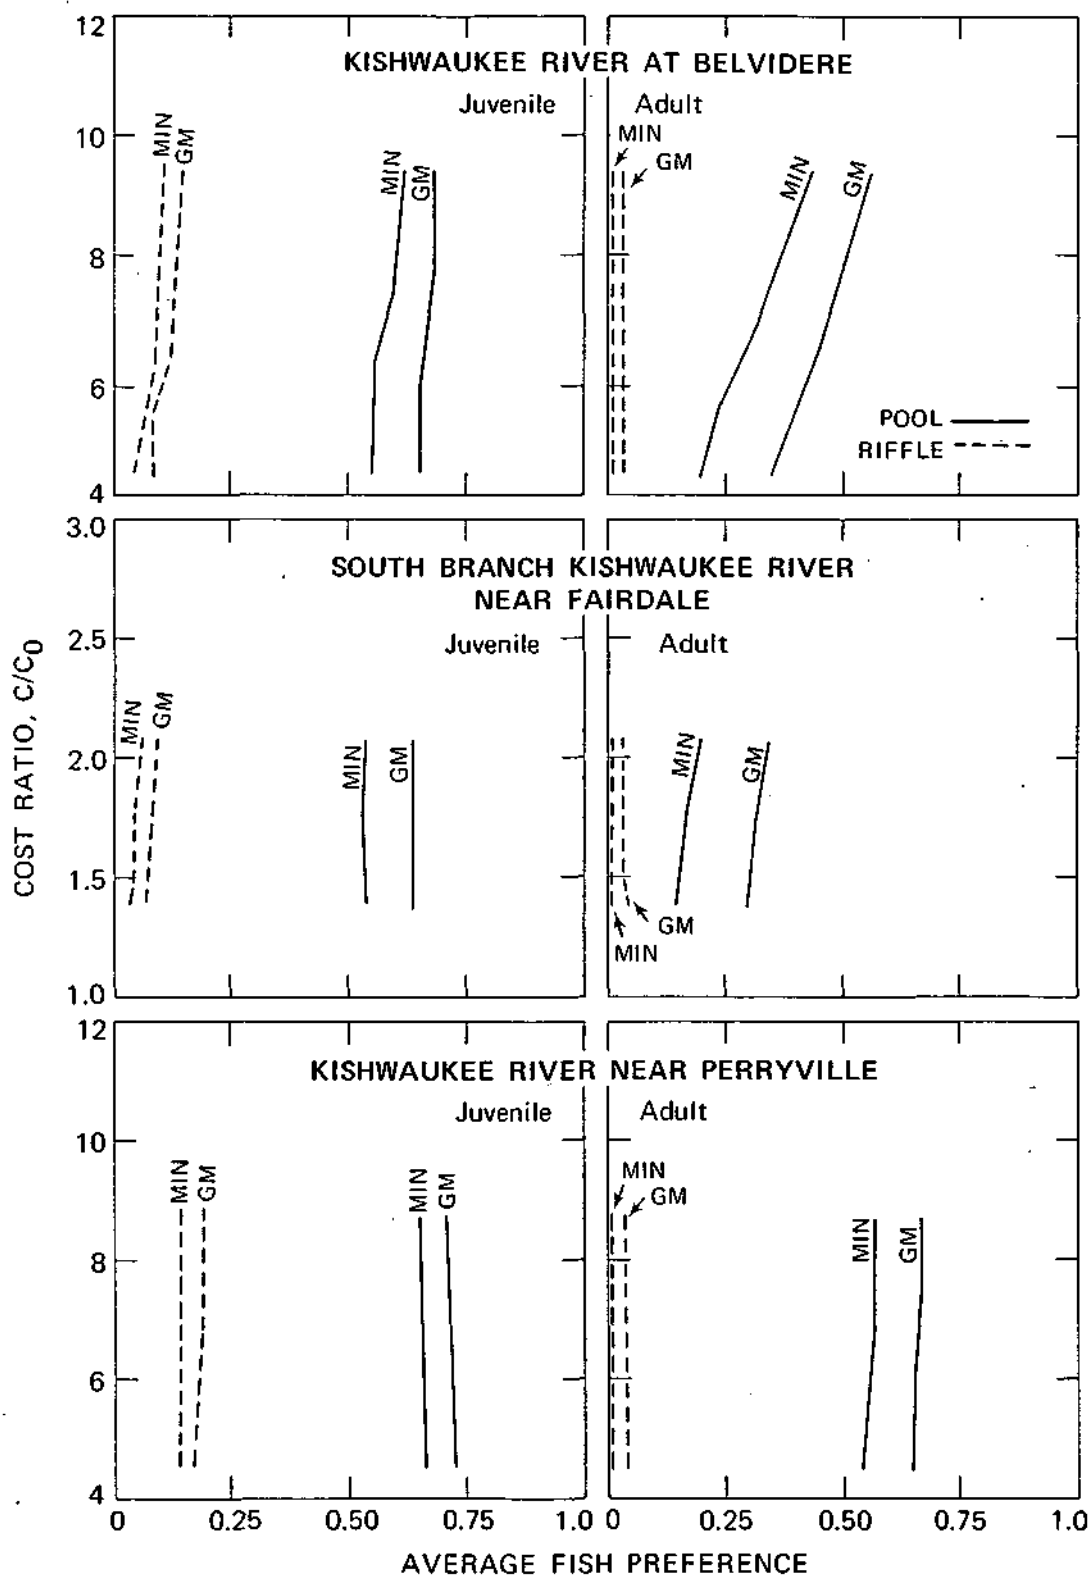 12
KISHWAUKEE RIVER AT BELVIDERE
Juvenile
Adult
10
MIN
GM
MIN
GM
MIN
GM
MIN
GM
8
6
POOL
RIFFLE
4
3.0
SOUTH BRANCH KISHWAUKEE RIVER
NEAR FAIRDALE
2.5
Juvenile
Adult
COST RATIO, C/C0
MIN
GM
MIN
GM
MIN
GM
2.0
1.5
GM
MIN
1.0
12
KISHWAUKEE RIVER NEAR PERRYVILLE
Juvenile
Adult
10
MIN
GM
MIN
GM
MIN
GM
MIN
GM
8
6
4
0 0.25 0.50 0.75 1.0 0 0.25 0.50 0.75 1.0
AVERAGE FISH PREFERENCE